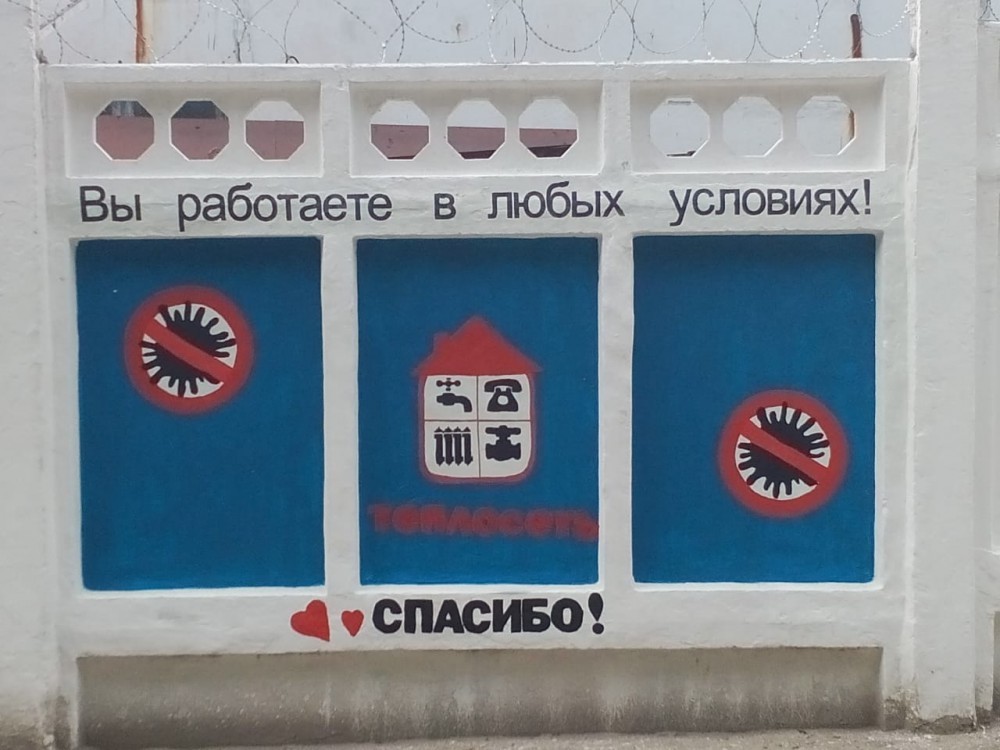 Вы работаете в любых условиях!
теплосеть
СПАСИБО!